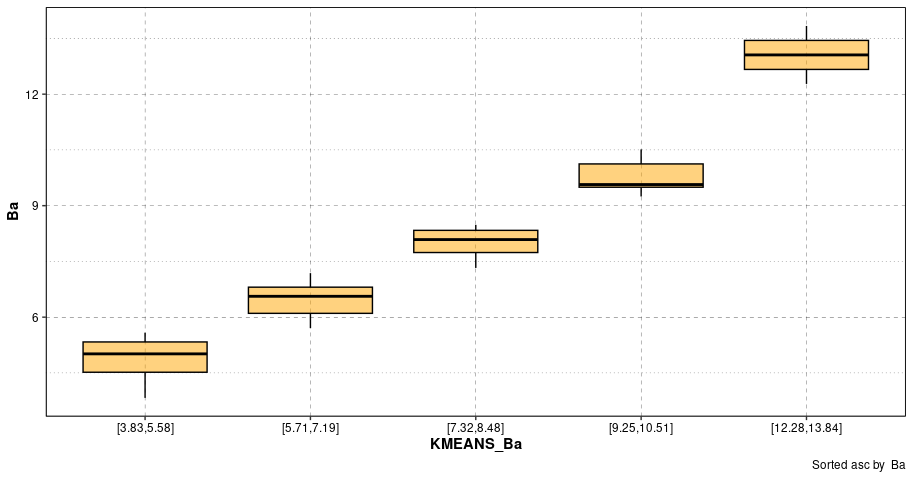 Ba
12
9
6
[3.83,5.58] [5.71,7.19] [7.32,8.48] [9.25,10.51] [12.28,13.84]
KMEANS_Ba
Sorted asc by  Ba